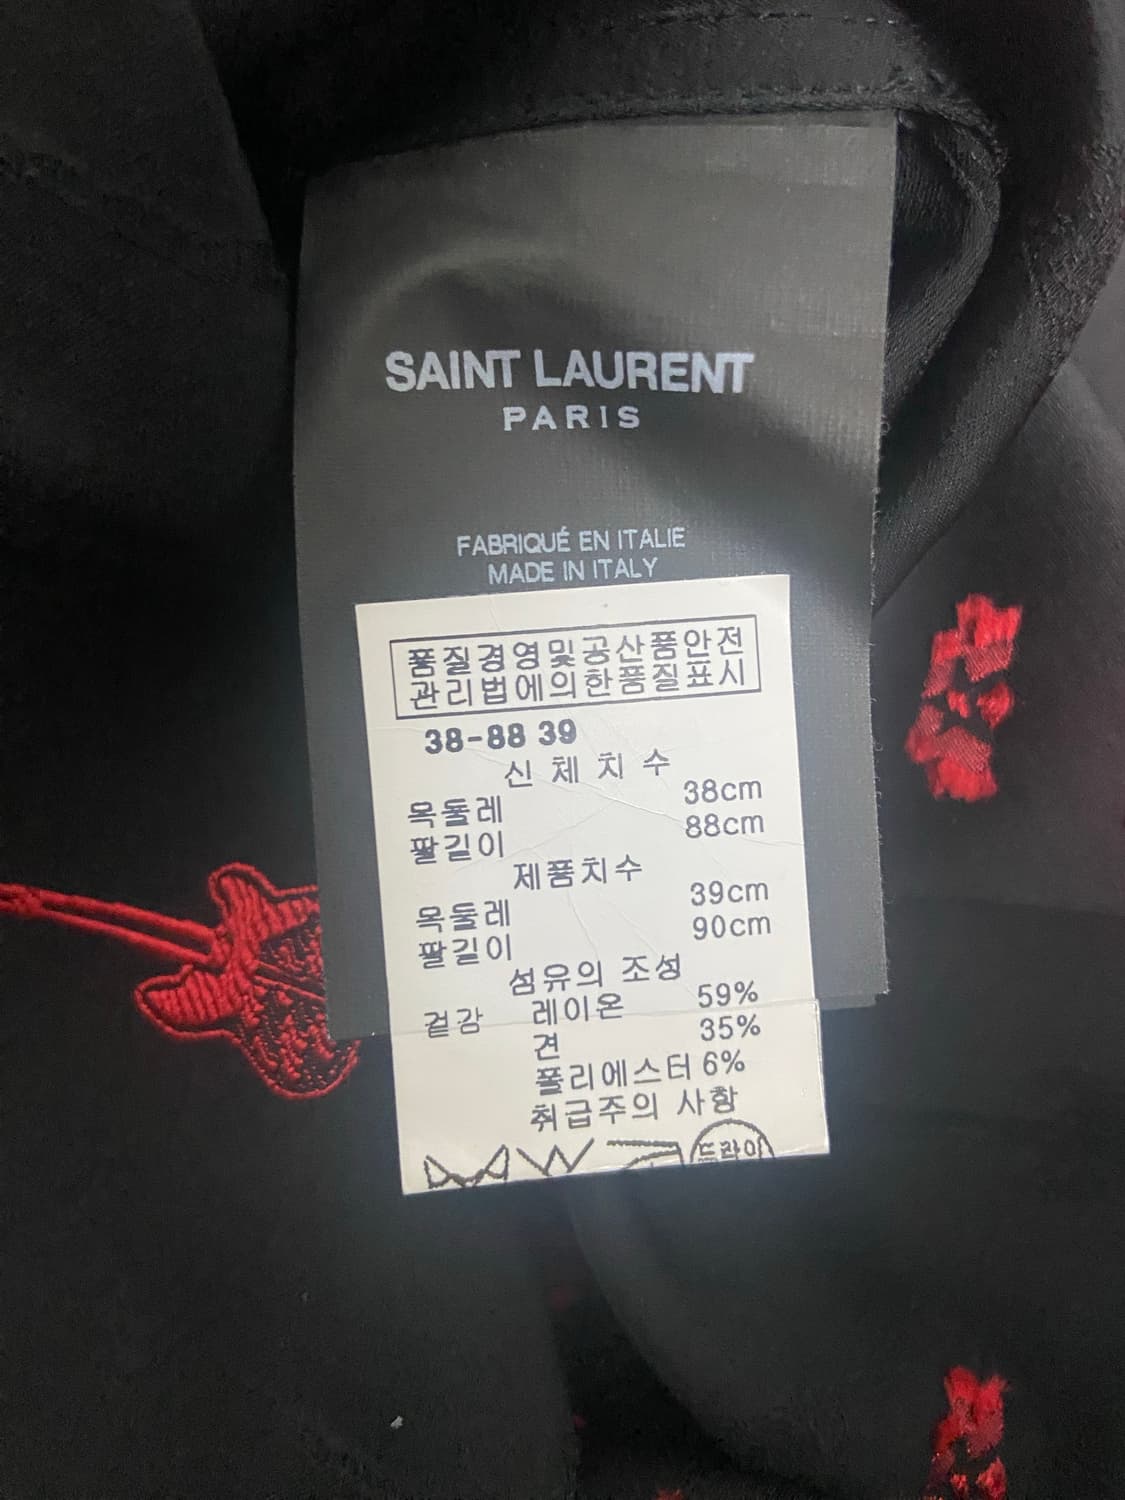 SAINT LAURENT
PARIS
FABRIQUÉ EN ITALIE
MADE IN ITALY
품질경영및공산품안전
관리법에의한품질표시
38-88 39
신 체 치 수
목둘레 38cm
팔길이 88cm
제품치수
목둘레 39cm
팔길이 90cm
섬유의 조성
겉감 레이온 59%
견 35%
폴리에스터 6%
취급주의 사항
드라이